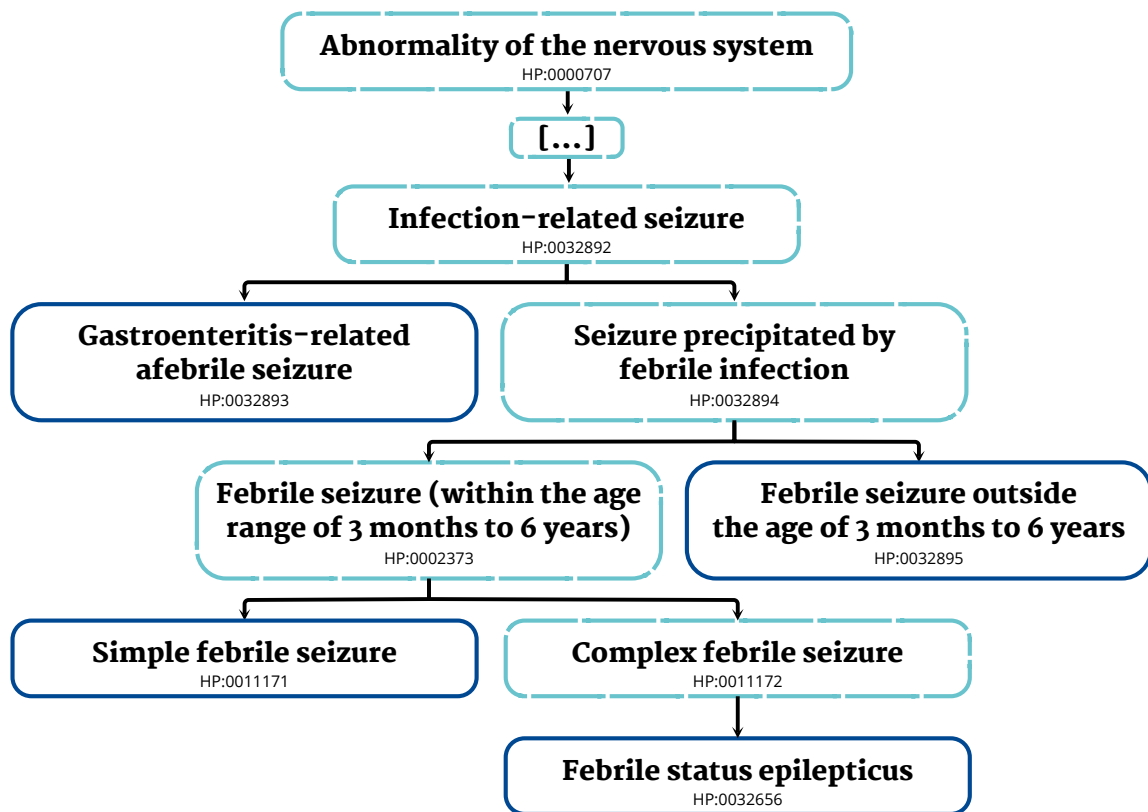 Abnormality of the nervous system
HP:0000707
[...]
Infection-related seizure
HP:0032892
Gastroenteritis-related
afebrile seizure
HP:0032893
Seizure precipitated by
febrile infection
HP:0032894
Febrile seizure (within the age
range of 3 months to 6 years)
HP:0002373
Febrile seizure outside
the age of 3 months to 6 years
HP:0032895
Simple febrile seizure
HP:0011171
Complex febrile seizure
HP:0011172
Febrile status epilepticus
HP:0032656